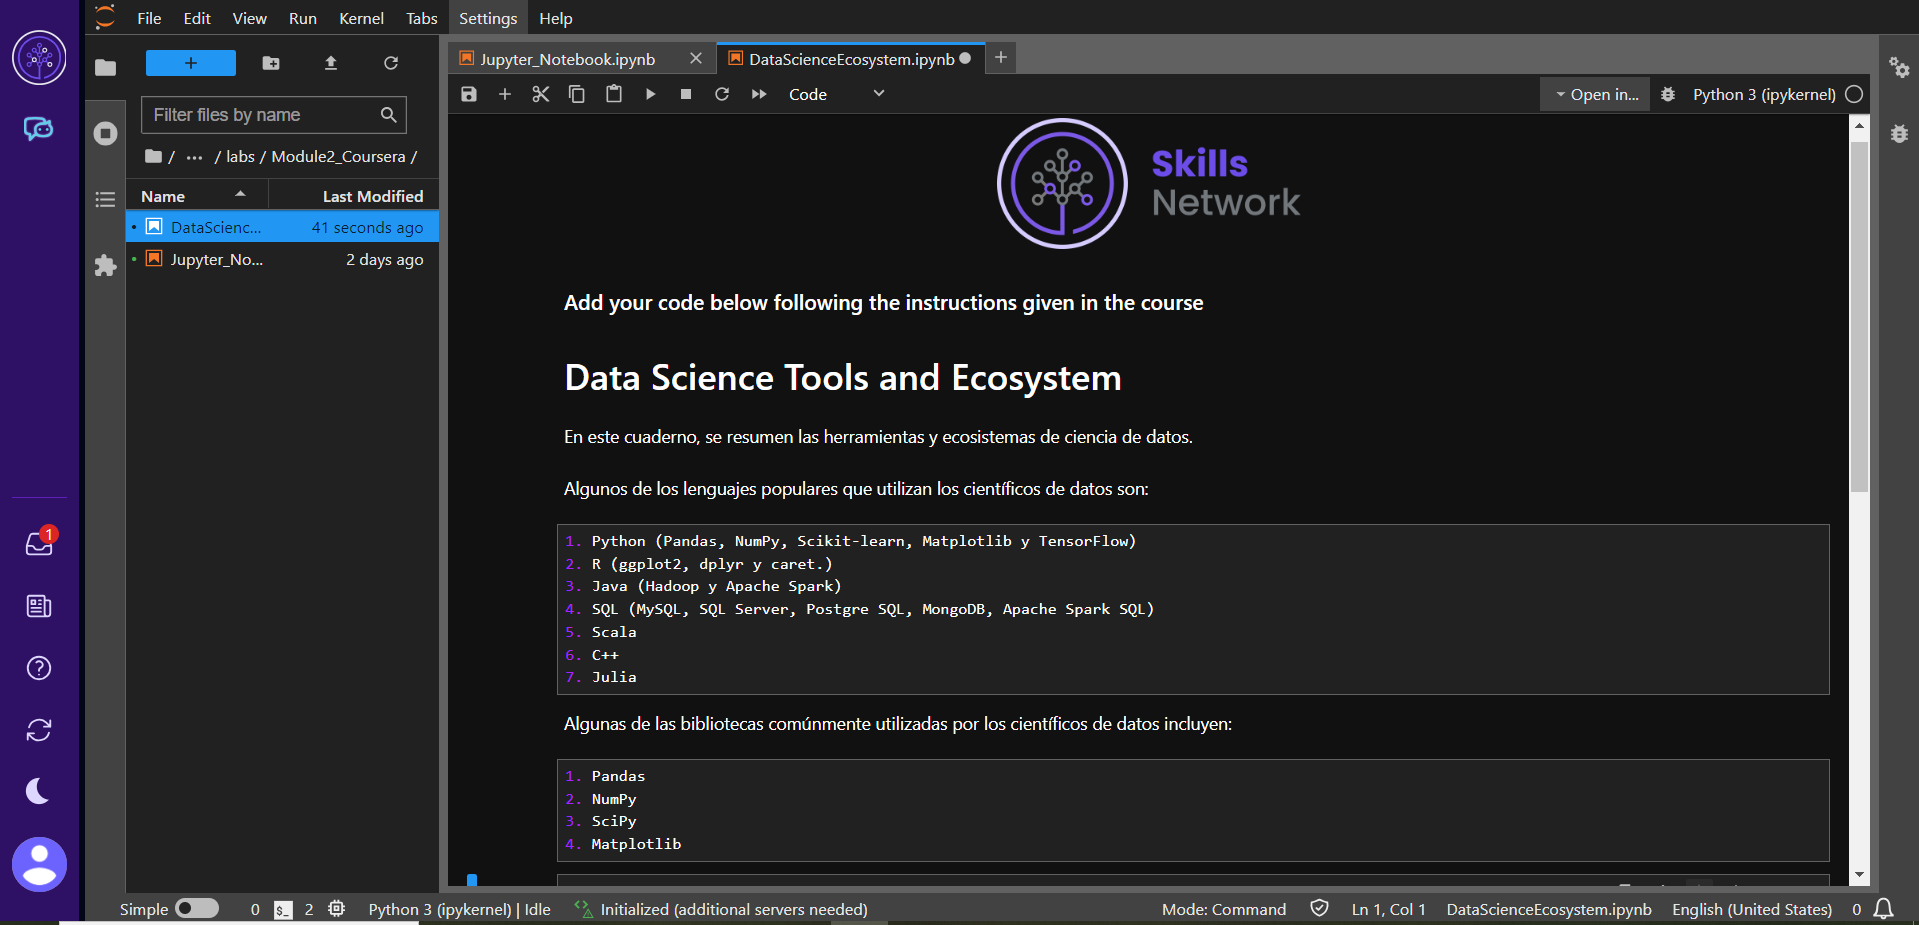 File Edit View Run Kernel Tabs Settings Help
Jupyter_Notebook.ipynb
DataScienceEcosystem.ipynb
Code
Open in...
Python 3 (ipykernel)
Filter files by name
/ ... / labs / Module2_Coursera /
Name Last Modified
DataScienc... 41 seconds ago
Jupyter_No... 2 days ago
1
Skills
Network
Add your code below following the instructions given in the course
Data Science Tools and Ecosystem
En este cuaderno, se resumen las herramientas y ecosistemas de ciencia de datos.
Algunos de los lenguajes populares que utilizan los científicos de datos son:
1. Python (Pandas, NumPy, Scikit-learn, Matplotlib y TensorFlow)
2. R (ggplot2, dplyr y caret.)
3. Java (Hadoop y Apache Spark)
4. SQL (MySQL, SQL Server, Postgre SQL, MongoDB, Apache Spark SQL)
5. Scala
6. C++
7. Julia
Algunas de las bibliotecas comúnmente utilizadas por los científicos de datos incluyen:
1. Pandas
2. NumPy
3. SciPy
4. Matplotlib
Simple 0 $_ 2 Python 3 (ipykernel) | Idle Initialized (additional servers needed) Mode: Command Ln 1, Col 1 DataScienceEcosystem.ipynb English (United States) 0